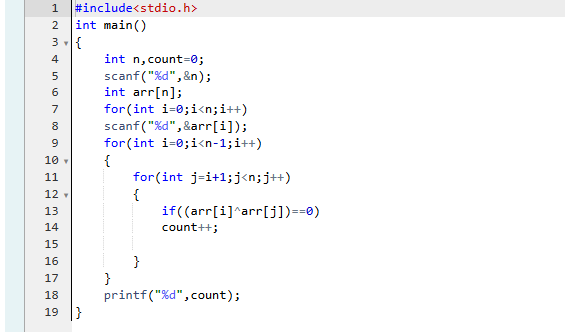 1 #include<stdio.h>
2 int main()
3 {
4 int n,count=0;
5 scanf("%d",&n);
6 int arr[n];
7 for(int i=0;i<n;i++)
8 scanf("%d",&arr[i]);
9 for(int i=0;i<n-1;i++)
10 {
11 for(int j=i+1;j<n;j++)
12 {
13 if((arr[i]^arr[j])==0)
14 count++;
15
16 }
17 }
18 printf("%d",count);
19 }